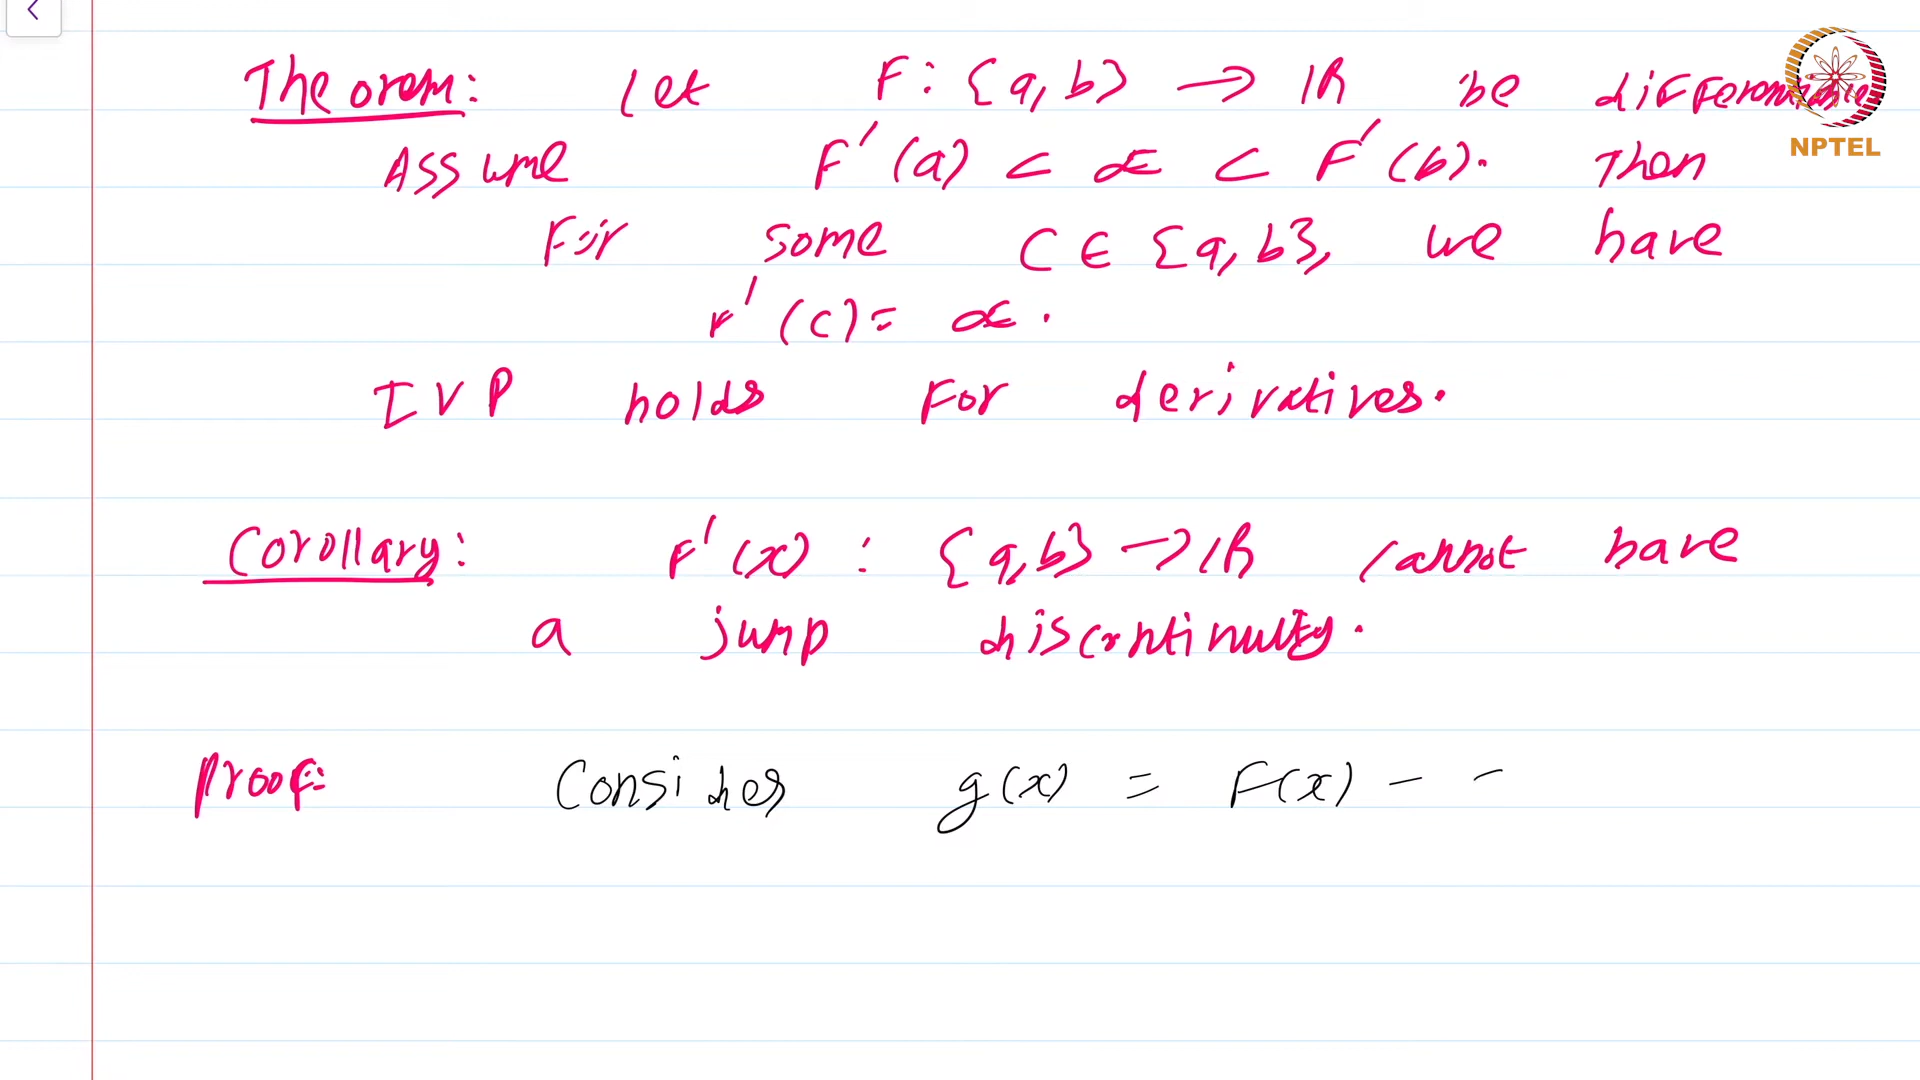 Theorem: Let F: [a, b] → ℝ be differentiable
NPTEL
Assume F'(a) < α < F'(b). Then
For some C ∈ [a, b], we have
F'(c) = α.
IVP holds for derivatives.
Corollary: F'(x) : [a, b] → ℝ cannot have
a jump discontinuity.
Proof: Consider g(x) = F(x) -